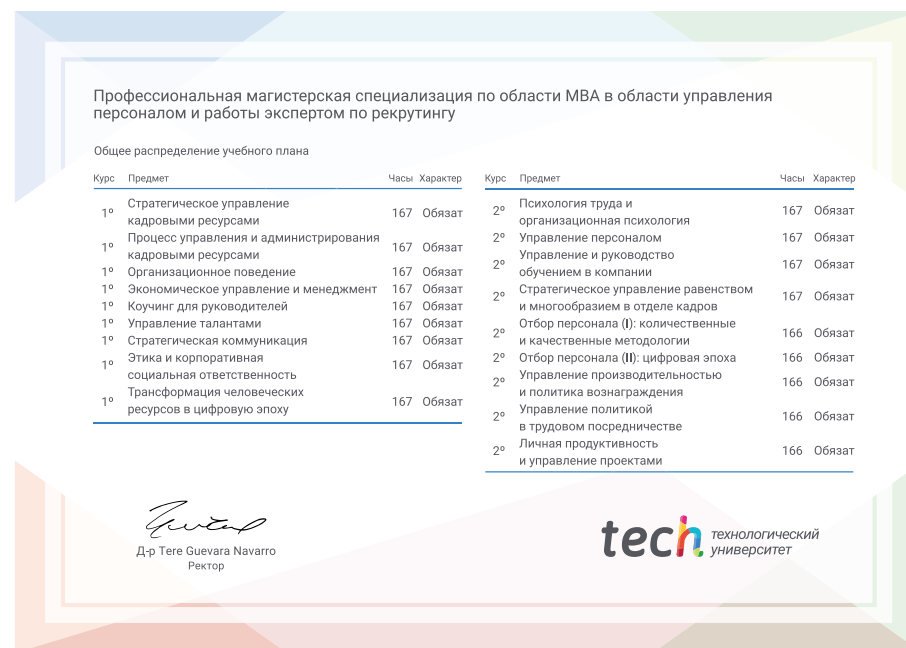 Профессиональная магистерская специализация по области MBA в области управления
персоналом и работы экспертом по рекрутингу
Общее распределение учебного плана
Курс Предмет Часы Характер
1º Стратегическое управление
кадровыми ресурсами 167 Обязат
1º Процесс управления и администрирования
кадровыми ресурсами 167 Обязат
1º Организационное поведение 167 Обязат
1º Экономическое управление и менеджмент 167 Обязат
1º Коучинг для руководителей 167 Обязат
1º Управление талантами 167 Обязат
1º Стратегическая коммуникация 167 Обязат
1º Этика и корпоративная
социальная ответственность 167 Обязат
1º Трансформация человеческих
ресурсов в цифровую эпоху 167 Обязат
Курс Предмет Часы Характер
2º Психология труда и
организационная психология 167 Обязат
2º Управление персоналом 167 Обязат
2º Управление и руководство
обучением в компании 167 Обязат
2º Стратегическое управление равенством
и многообразием в отделе кадров 167 Обязат
2º Отбор персонала (I): количественные
и качественные методологии 166 Обязат
2º Отбор персонала (II): цифровая эпоха 166 Обязат
2º Управление производительностью
и политика вознаграждения 166 Обязат
2º Управление политикой
в трудовом посредничестве 166 Обязат
2º Личная продуктивность
и управление проектами 166 Обязат
Д-р Tere Guevara Navarro
Ректор
tech технологический
университет